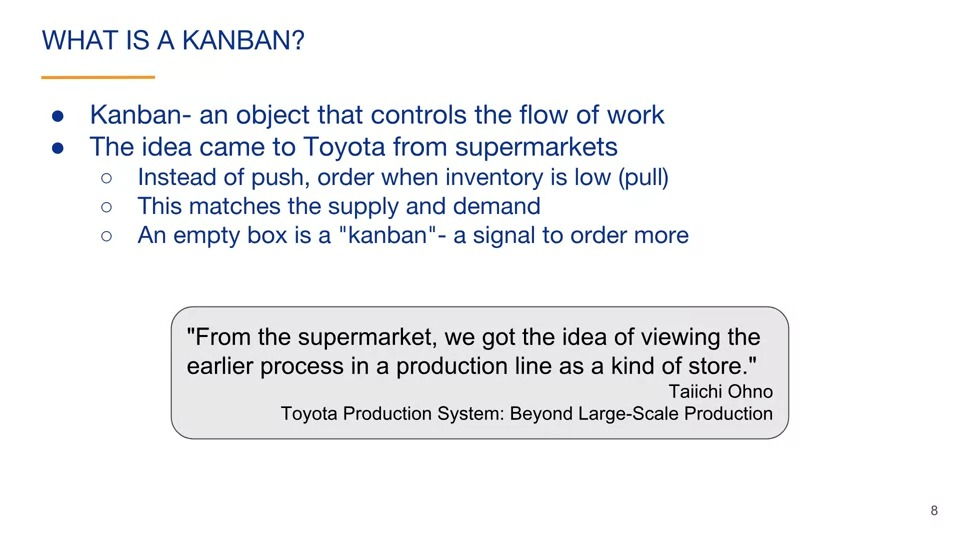 WHAT IS A KANBAN?
● Kanban- an object that controls the flow of work
● The idea came to Toyota from supermarkets
○ Instead of push, order when inventory is low (pull)
○ This matches the supply and demand
○ An empty box is a "kanban"- a signal to order more
"From the supermarket, we got the idea of viewing the
earlier process in a production line as a kind of store."
Taiichi Ohno
Toyota Production System: Beyond Large-Scale Production
8